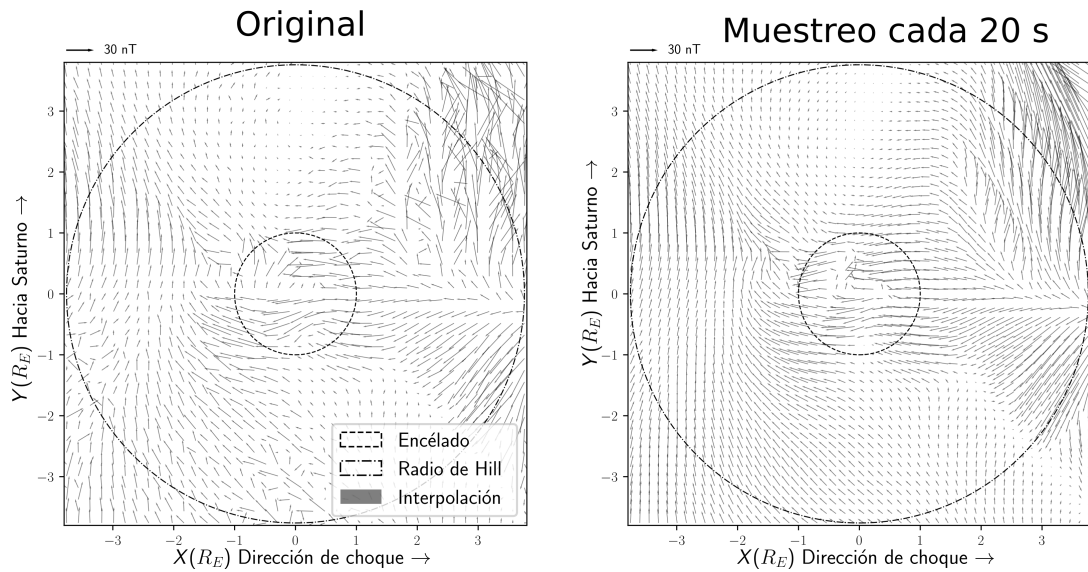 Original
30 nT
3
2
1
0
−1
−2
−3
Y(R_E) Hacia Saturno →
−3
−2
−1
0
1
2
3
X(R_E) Dirección de choque →
Encélado
Radio de Hill
Interpolación
Muestreo cada 20 s
30 nT
3
2
1
0
−1
−2
−3
Y(R_E) Hacia Saturno →
−3
−2
−1
0
1
2
3
X(R_E) Dirección de choque →